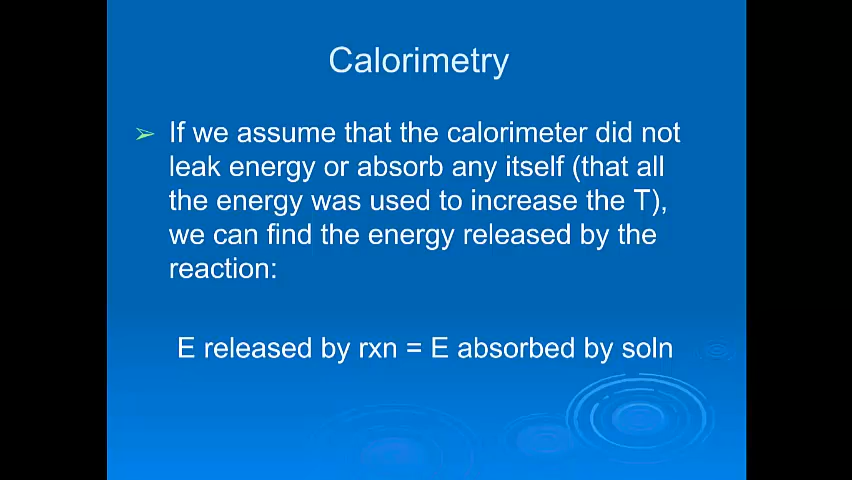 Calorimetry
➢ If we assume that the calorimeter did not
leak energy or absorb any itself (that all
the energy was used to increase the T),
we can find the energy released by the
reaction:
E released by rxn = E absorbed by soln